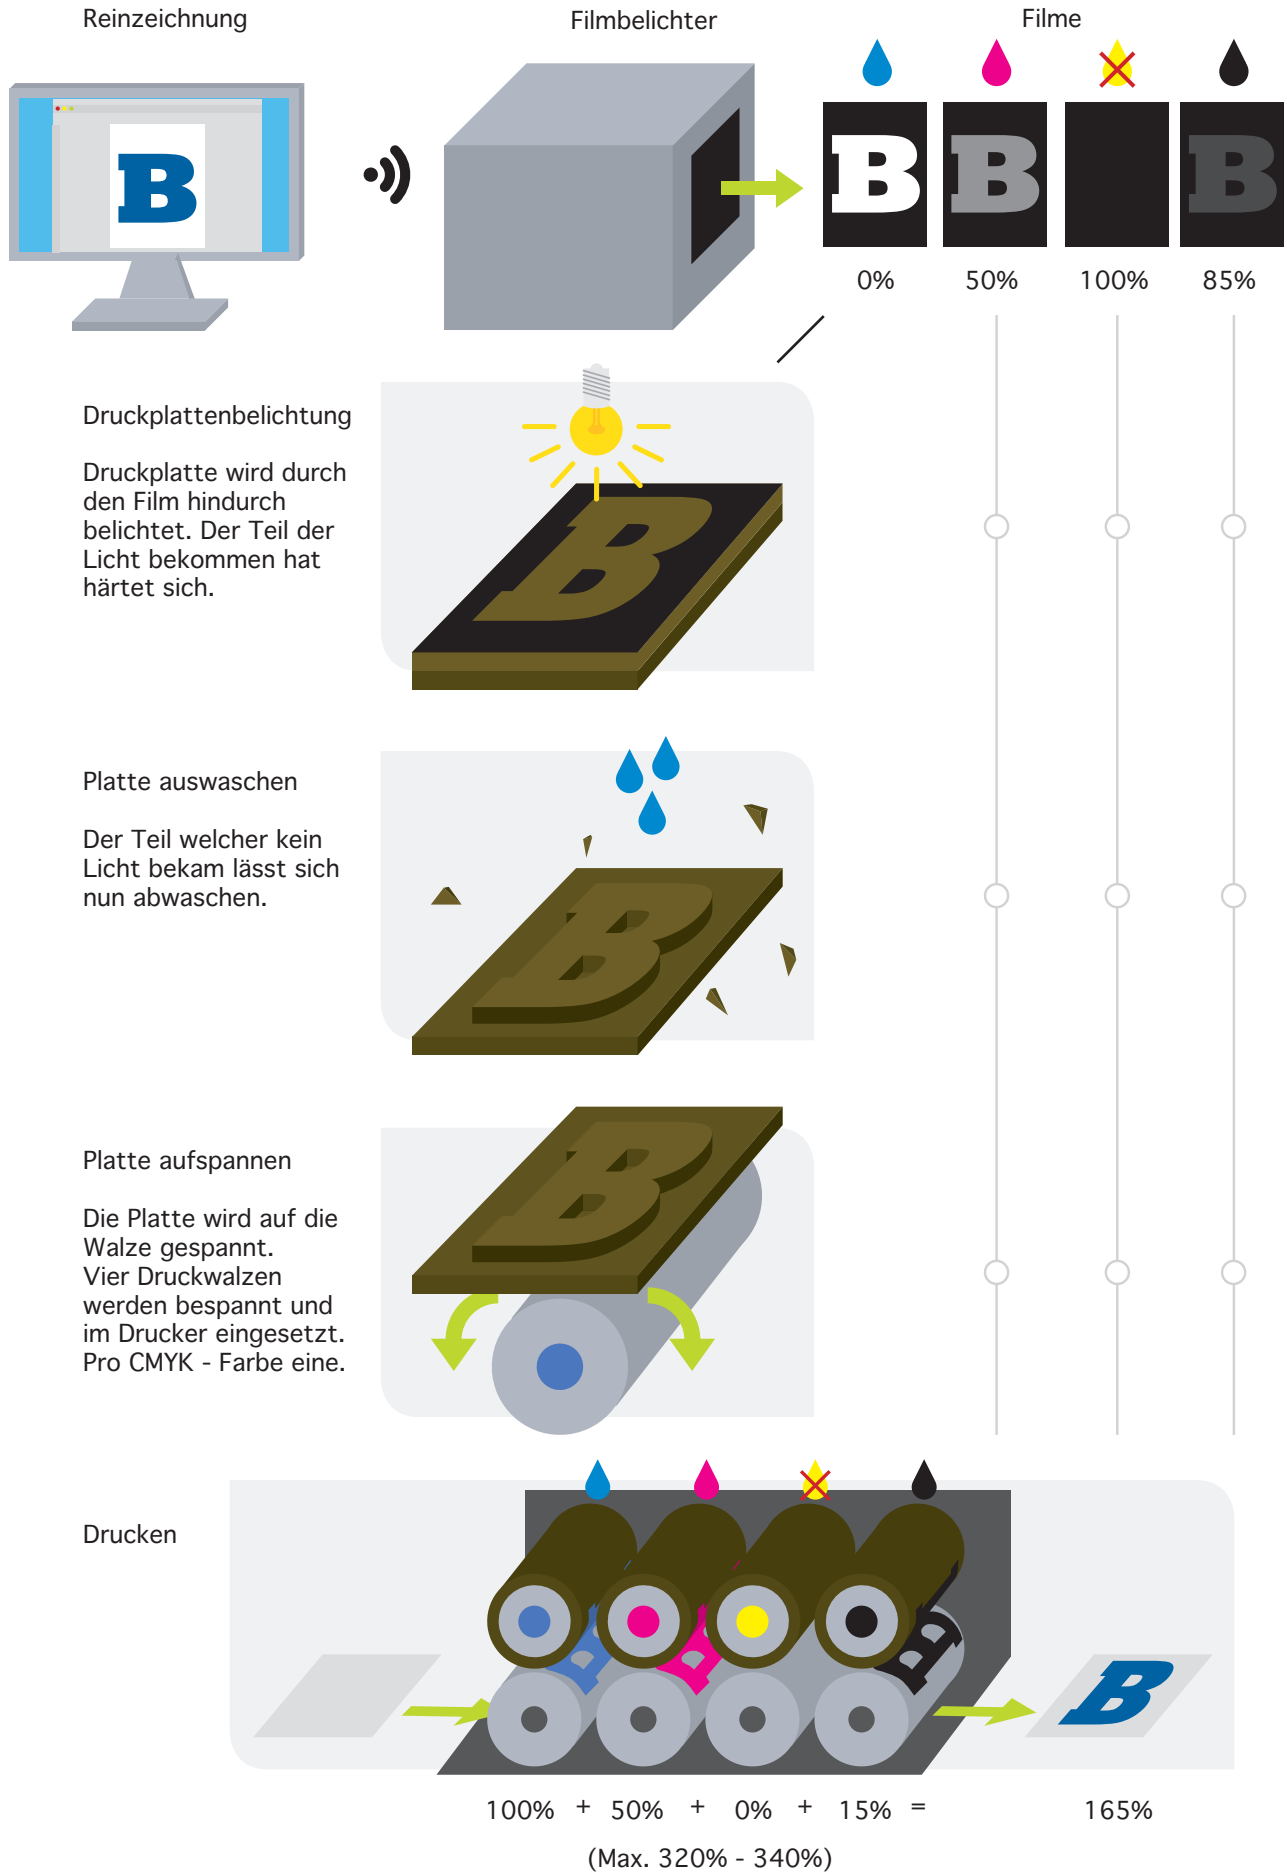 Reinzeichnung
Filmbelichter
Filme
B
B
B
B
0%
50%
100%
85%
Druckplattenbelichtung
Druckplatte wird durch
den Film hindurch
belichtet. Der Teil der
Licht bekommen hat
härtet sich.
B
Platte auswaschen
Der Teil welcher kein
Licht bekam lässt sich
nun abwaschen.
B
Platte aufspannen
Die Platte wird auf die
Walze gespannt.
Vier Druckwalzen
werden bespannt und
im Drucker eingesetzt.
Pro CMYK - Farbe eine.
B
Drucken
B
B
B
B
100% + 50% + 0% + 15% = 165%
(Max. 320% - 340%)